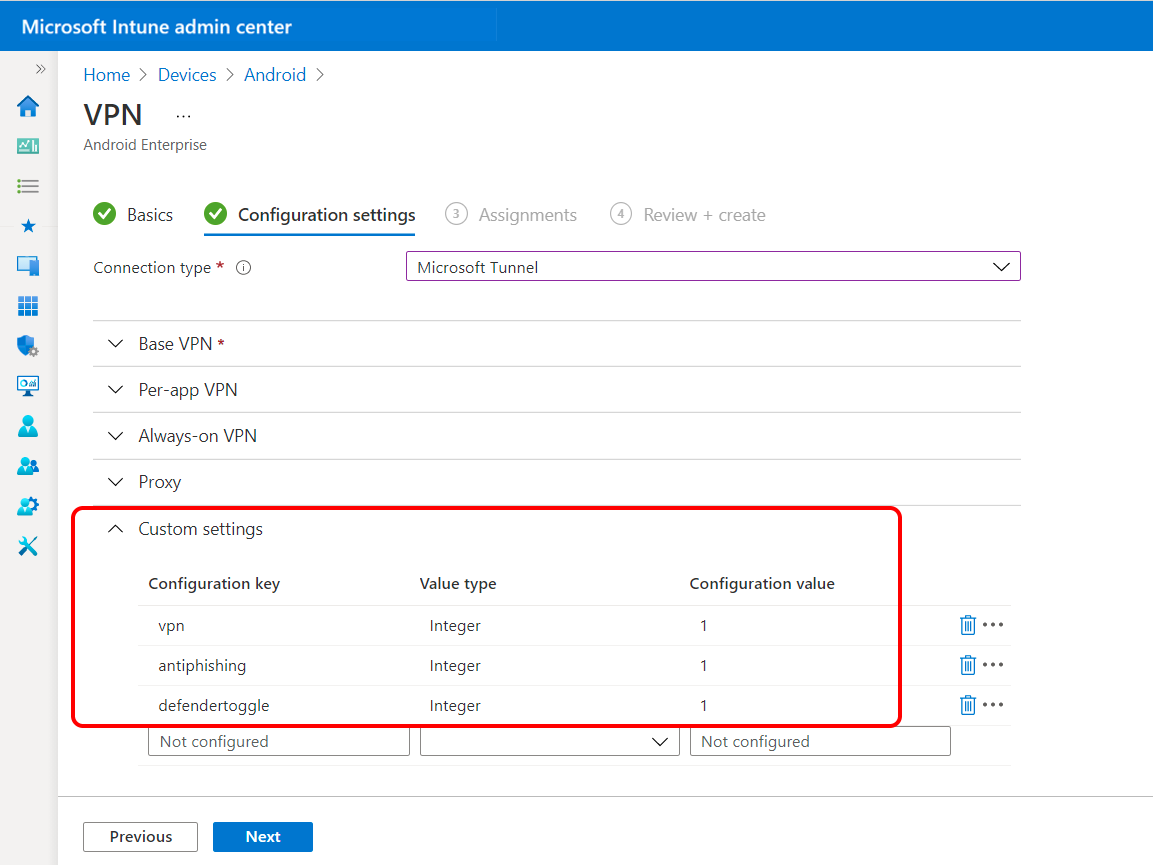 Microsoft Intune admin center
Home > Devices > Android >
VPN ...
Android Enterprise
Basics Configuration settings 3 Assignments 4 Review + create
Connection type * Microsoft Tunnel
Base VPN *
Per-app VPN
Always-on VPN
Proxy
Custom settings
Configuration key Value type Configuration value
vpn Integer 1
antiphishing Integer 1
defendertoggle Integer 1
Not configured Not configured
Previous Next